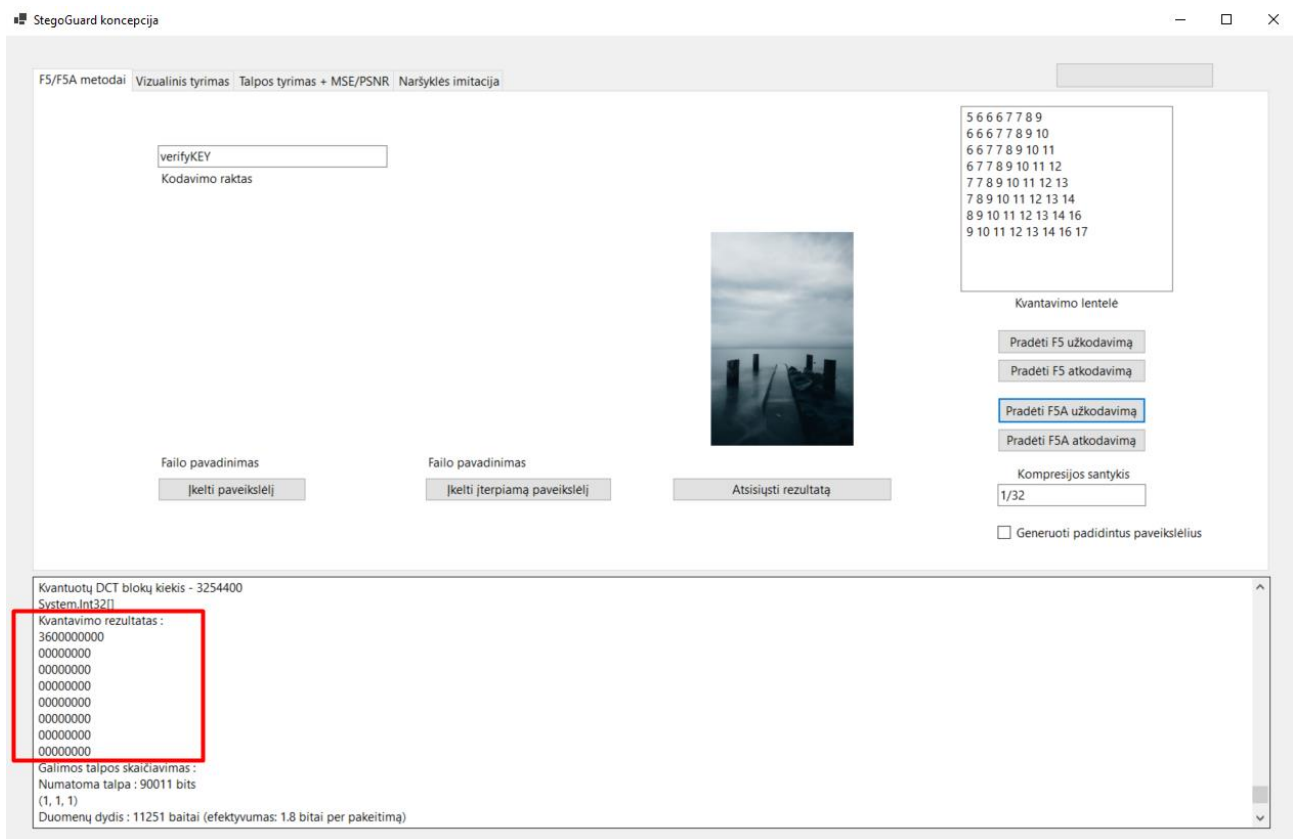 StegoGuard koncepcija
F5/F5A metodai Vizualinis tyrimas Talpos tyrimas + MSE/PSNR Naršyklės imitacija
verifyKEY
Kodavimo raktas
5 6 6 6 7 7 8 9
6 6 6 7 7 8 9 10
6 6 7 7 8 9 10 11
6 7 7 8 9 10 11 12
7 7 8 9 10 11 12 13
7 8 9 10 11 12 13 14
8 9 10 11 12 13 14 16
9 10 11 12 13 14 16 17
Kvantavimo lentelė
Pradėti F5 užkodavimą
Pradėti F5 atkodavimą
Pradėti F5A užkodavimą
Pradėti F5A atkodavimą
Failo pavadinimas
Įkelti paveikslėlį
Failo pavadinimas
Įkelti įterpiamą paveikslėlį
Atsisiųsti rezultatą
Kompresijos santykis
1/32
Generuoti padidintus paveikslėlius
Kvantuotų DCT blokų kiekis - 3254400
System.Int32[]
Kvantavimo rezultatas :
3600000000
00000000
00000000
00000000
00000000
00000000
00000000
00000000
Galimos talpos skaičiavimas :
Numatoma talpa : 90011 bits
(1, 1, 1)
Duomenų dydis : 11251 baitai (efektyvumas: 1.8 bitai per pakeitimą)